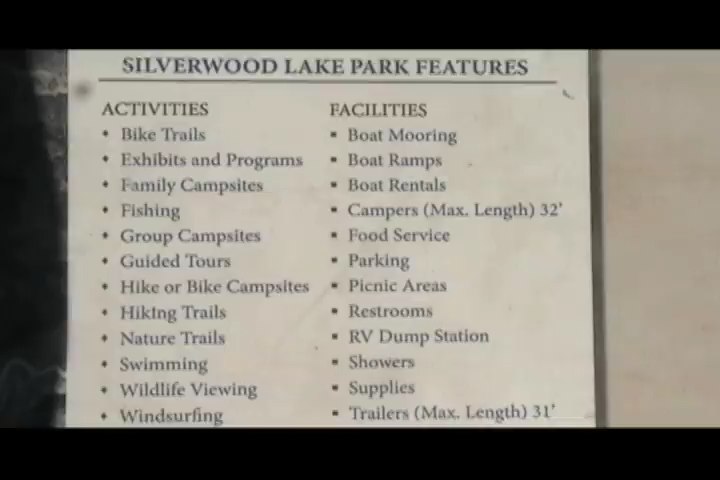 SILVERWOOD LAKE PARK FEATURES
ACTIVITIES
• Bike Trails
• Exhibits and Programs
• Family Campsites
• Fishing
• Group Campsites
• Guided Tours
• Hike or Bike Campsites
• Hiking Trails
• Nature Trails
• Swimming
• Wildlife Viewing
• Windsurfing
FACILITIES
▪ Boat Mooring
▪ Boat Ramps
▪ Boat Rentals
▪ Campers (Max. Length) 32'
▪ Food Service
▪ Parking
▪ Picnic Areas
▪ Restrooms
▪ RV Dump Station
▪ Showers
▪ Supplies
▪ Trailers (Max. Length) 31'